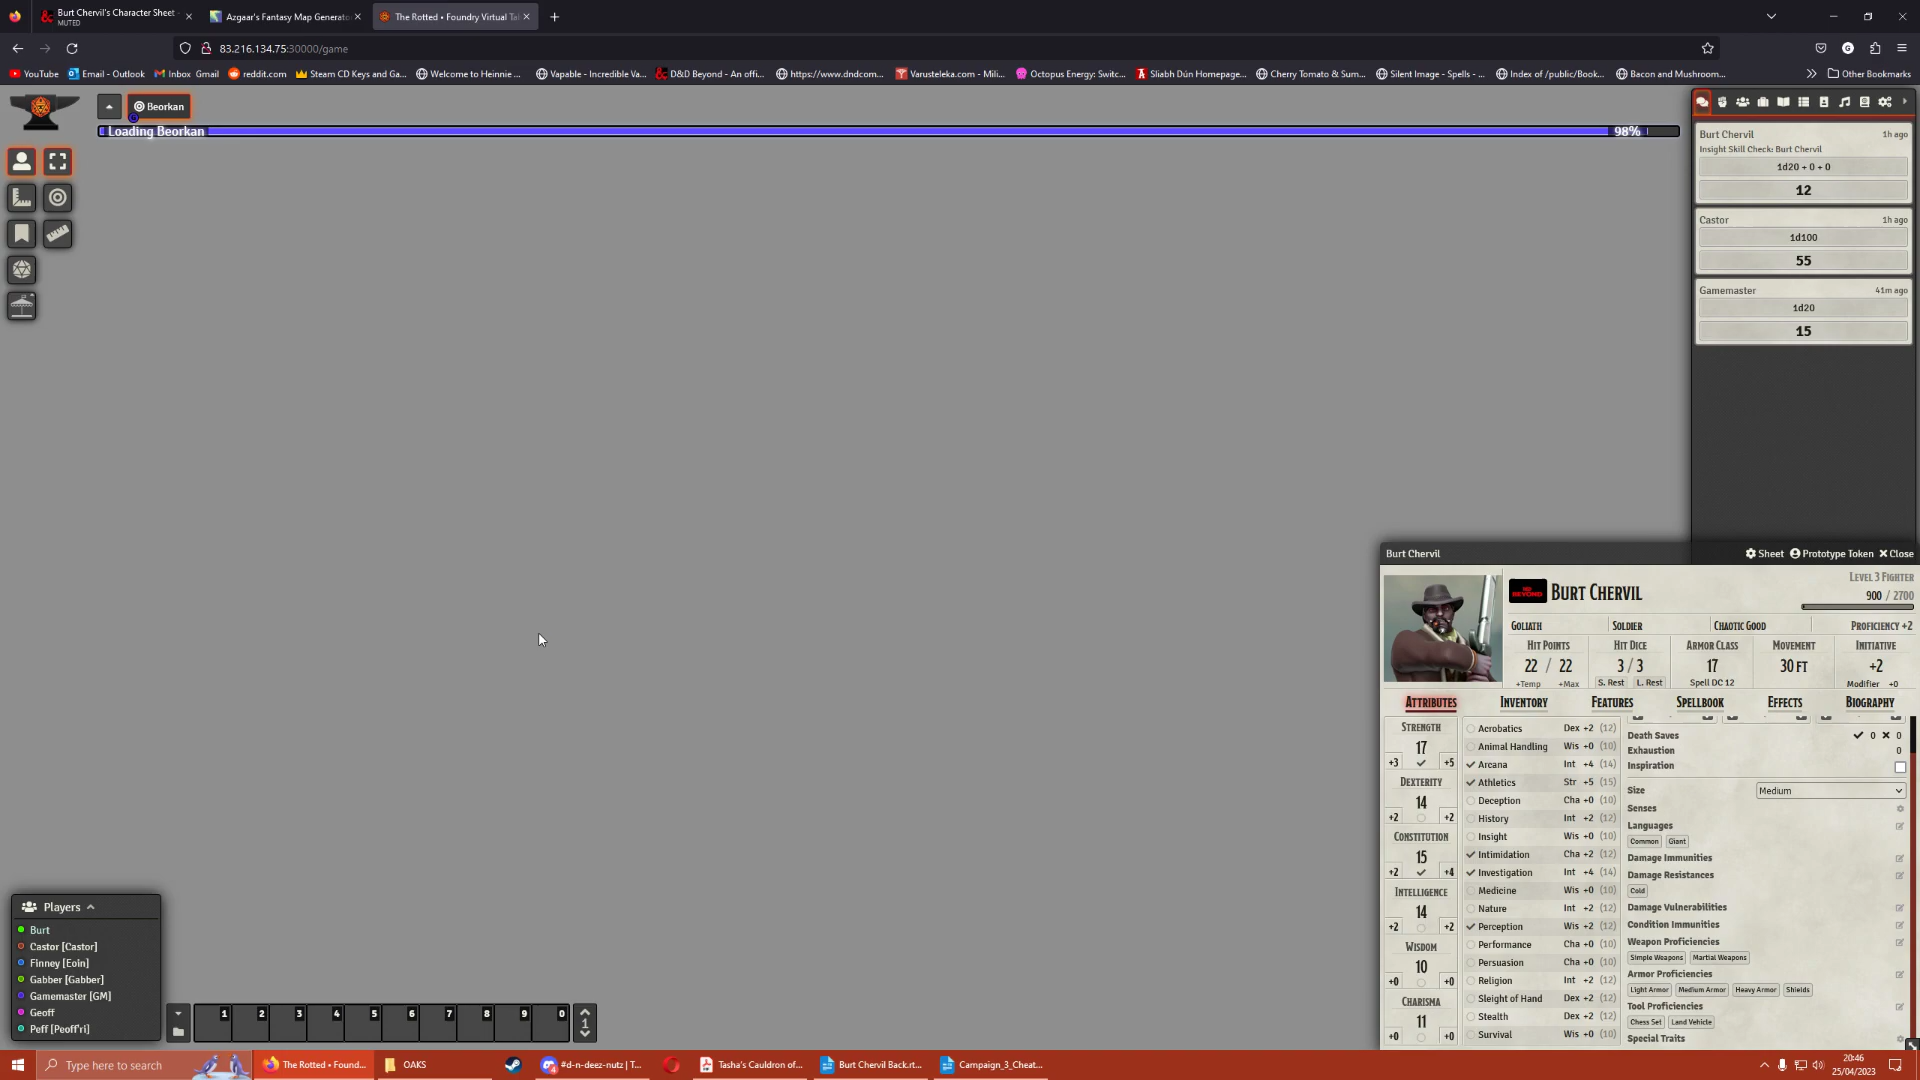 Burt Chervil's Character Sheet
MUTED
Azgaar's Fantasy Map Generato
The Rotted • Foundry Virtual Ta
83.216.134.75:30000/game
YouTube
Email - Outlook
Inbox Gmail
reddit.com
Steam CD Keys and Ga...
Welcome to Heinnie ...
Vapable - Incredible Va...
D&D Beyond - An offi...
https://www.dndcom...
Varusteleka.com - Mili...
Octopus Energy: Switc...
Sliabh Dún Homepage...
Cherry Tomato & Sum...
Silent Image - Spells - ...
Index of /public/Book...
Bacon and Mushroom...
Other Bookmarks
Beorkan
G
Loading Beorkan 98%
Burt Chervil 1h ago
Insight Skill Check: Burt Chervil
1d20 + 0 + 0
12
Castor 1h ago
1d100
55
Gamemaster 41m ago
1d20
15
Burt Chervil Sheet Prototype Token Close
BEYOND
BURT CHERVIL
LEVEL 3 FIGHTER
900 / 2700
GOLIATH SOLDIER CHAOTIC GOOD PROFICIENCY +2
HIT POINTS HIT DICE ARMOR CLASS MOVEMENT INITIATIVE
22 / 22 3 / 3 17 30 FT +2
+Temp +Max S. Rest L. Rest Spell DC 12 Modifier +0
ATTRIBUTES INVENTORY FEATURES SPELLBOOK EFFECTS BIOGRAPHY
STRENGTH
17
+3 +5
DEXTERITY
14
+2 +2
CONSTITUTION
15
+2 +4
INTELLIGENCE
14
+2 +2
WISDOM
10
+0 +0
CHARISMA
11
+0 +0
Acrobatics Dex +2 (12)
Animal Handling Wis +0 (10)
Arcana Int +4 (14)
Athletics Str +5 (15)
Deception Cha +0 (10)
History Int +2 (12)
Insight Wis +0 (10)
Intimidation Cha +2 (12)
Investigation Int +4 (14)
Medicine Wis +0 (10)
Nature Int +2 (12)
Perception Wis +2 (12)
Performance Cha +0 (10)
Persuasion Cha +0 (10)
Religion Int +2 (12)
Sleight of Hand Dex +2 (12)
Stealth Dex +2 (12)
Survival Wis +0 (10)
Death Saves 0 0
Exhaustion 0
Inspiration
Size Medium
Senses
Languages
Common Giant
Damage Immunities
Damage Resistances
Cold
Damage Vulnerabilities
Condition Immunities
Weapon Proficiencies
Simple Weapons Martial Weapons
Armor Proficiencies
Light Armor Medium Armor Heavy Armor Shields
Tool Proficiencies
Chess Set Land Vehicle
Special Traits
Players
Burt
Castor [Castor]
Finney [Eoin]
Gabber [Gabber]
Gamemaster [GM]
Geoff
Peff [Peoff'ri]
1 2 3 4 5 6 7 8 9 0
1
Type here to search
The Rotted • Found...
OAKS
#d-n-deez-nutz | T...
Tasha's Cauldron of...
Burt Chervil Back.rt...
Campaign_3_Cheat...
20:46
25/04/2023